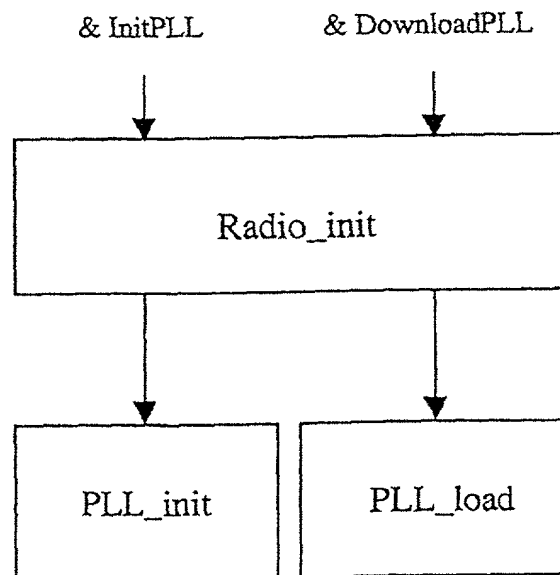 & InitPLL
& DownloadPLL
Radio_init
PLL_init
PLL_load